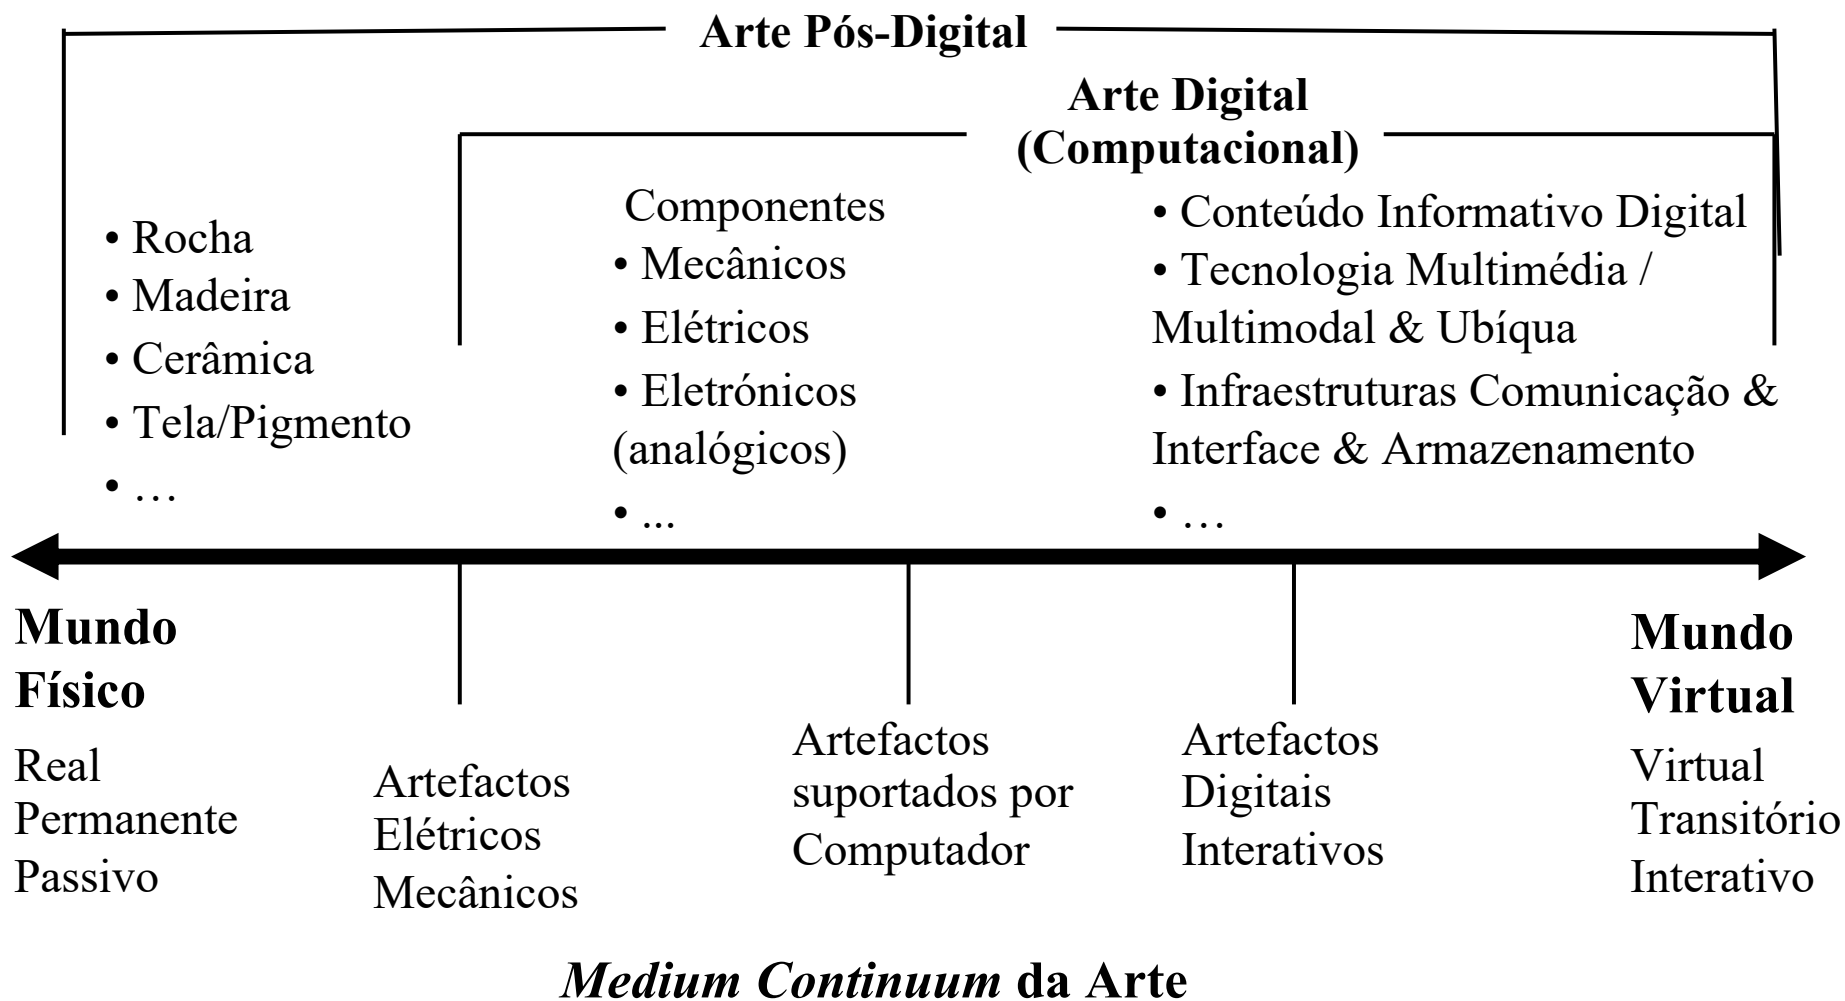 Arte Pós-Digital
Arte Digital
(Computacional)
• Rocha
• Madeira
• Cerâmica
• Tela/Pigmento
• …
Componentes
• Mecânicos
• Elétricos
• Eletrónicos
(analógicos)
• ...
• Conteúdo Informativo Digital
• Tecnologia Multimédia /
Multimodal & Ubíqua
• Infraestruturas Comunicação &
Interface & Armazenamento
• …
Mundo
Físico
Real
Permanente
Passivo
Artefactos
Elétricos
Mecânicos
Artefactos
suportados por
Computador
Artefactos
Digitais
Interativos
Mundo
Virtual
Virtual
Transitório
Interativo
Medium Continuum da Arte